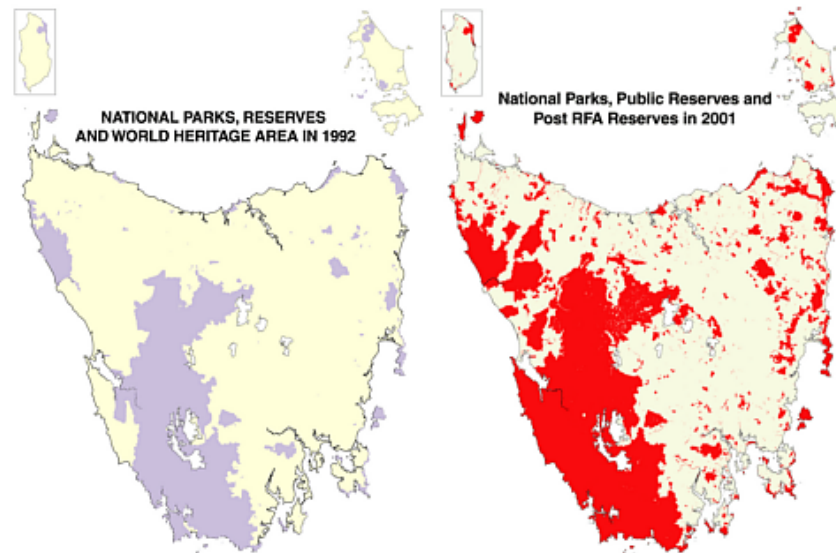 NATIONAL PARKS, RESERVES
AND WORLD HERITAGE AREA IN 1992
National Parks, Public Reserves and
Post RFA Reserves in 2001